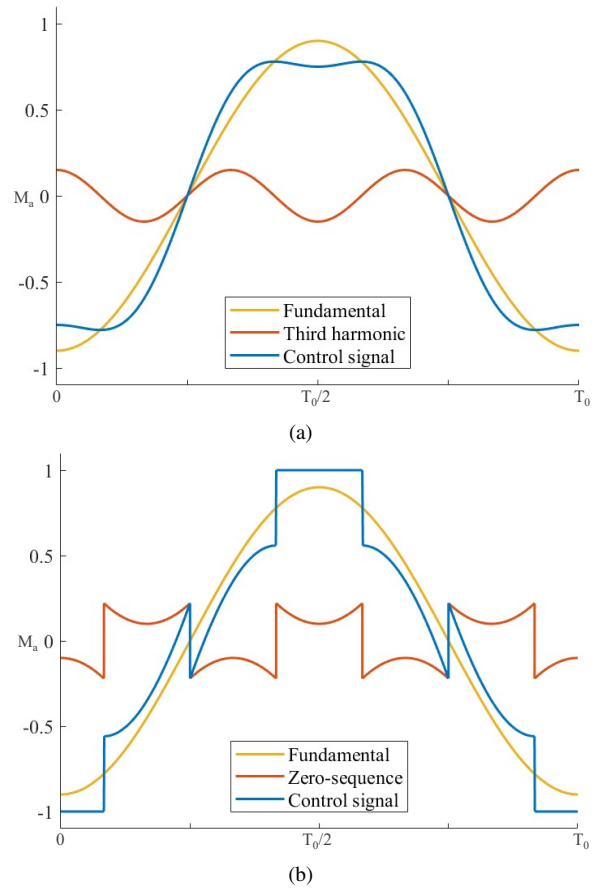 1
0.5
Mₐ 0
-0.5
-1
Fundamental
Third harmonic
Control signal
0
T₀/2
T₀
(a)
1
0.5
Mₐ 0
-0.5
-1
Fundamental
Zero-sequence
Control signal
0
T₀/2
T₀
(b)